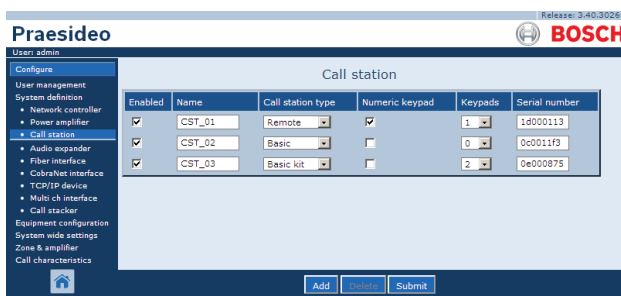 Release: 3.40.3026
Praesideo
BOSCH
User: admin
Configure
User management
System definition
• Network controller
• Power amplifier
• Call station
• Audio expander
• Fiber interface
• CobraNet interface
• TCP/IP device
• Multi ch interface
• Call stacker
Equipment configuration
System wide settings
Zone & amplifier
Call characteristics
Call station
Enabled Name Call station type Numeric keypad Keypads Serial number
CST_01 Remote 1 1d000113
CST_02 Basic 0 0c0011f3
CST_03 Basic kit 2 0e000875
Add Delete Submit